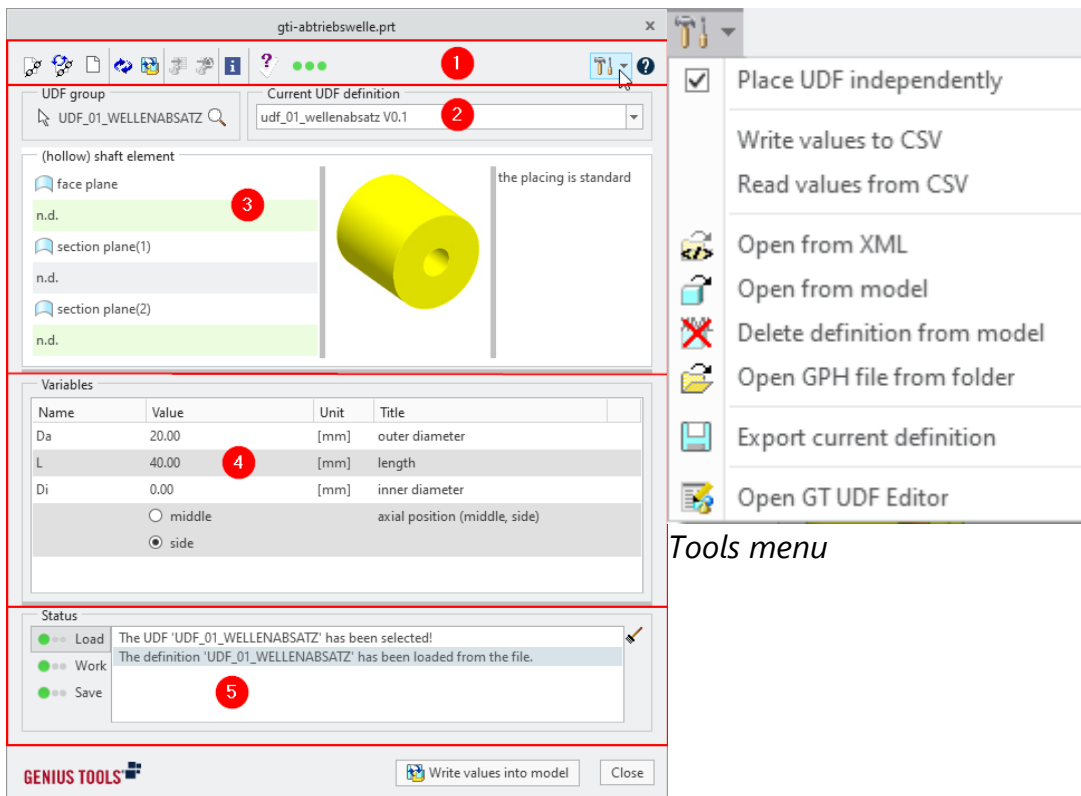 gti-abtriebswelle.prt
×
1
UDF group
UDF_01_WELLENABSATZ
Current UDF definition
udf_01_wellenabsatz V0.1
2
(hollow) shaft element
face plane
n.d.
3
section plane(1)
n.d.
section plane(2)
n.d.
the placing is standard
Variables
Name Value Unit Title
Da 20.00 [mm] outer diameter
L 40.00 [mm] length
4
Di 0.00 [mm] inner diameter
middle axial position (middle, side)
side
Status
Load
Work
Save
The UDF 'UDF_01_WELLENABSATZ' has been selected!
The definition 'UDF_01_WELLENABSATZ' has been loaded from the file.
5
GENIUS TOOLS
Write values into model
Close
Place UDF independently
Write values to CSV
Read values from CSV
Open from XML
Open from model
Delete definition from model
Open GPH file from folder
Export current definition
Open GT UDF Editor
Tools menu